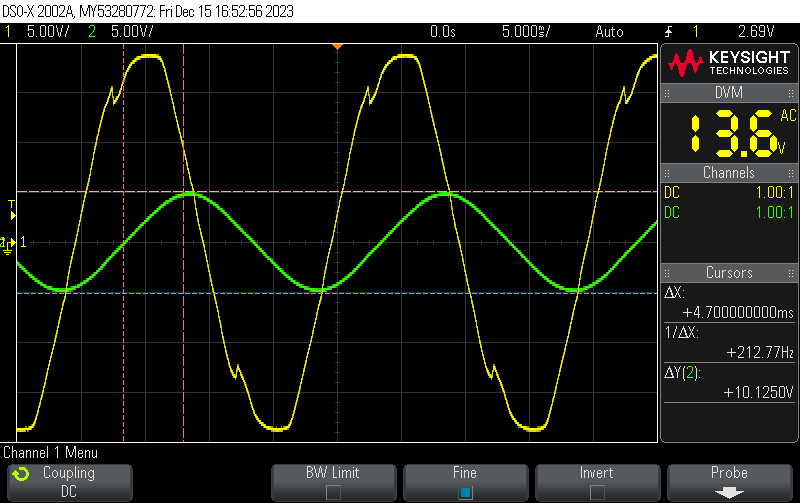 DSO-X 2002A, MY53280772: Fri Dec 15 16:52:56 2023
1 5.00V/ 2 5.00V/ 0.0s 5.000ms/ Auto 1 2.69V
KEYSIGHT
TECHNOLOGIES
DVM
AC
13.6
V
Channels
DC 1.00:1
DC 1.00:1
Cursors
ΔX:
+4.700000000ms
1/ΔX:
+212.77Hz
ΔY(2):
+10.1250V
T
2 1
Channel 1 Menu
Coupling
DC
BW Limit
Fine
Invert
Probe